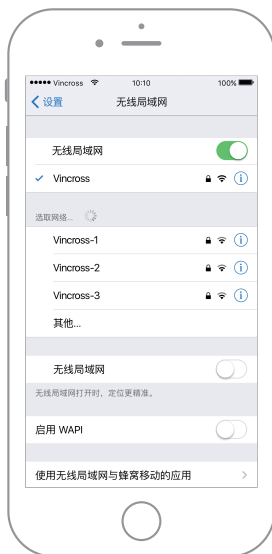 Vincross 10:10 100%
设置 无线局域网
无线局域网
Vincross
选取网络...
Vincross-1
Vincross-2
Vincross-3
其他...
无线局域网
无线局域网打开时，定位更精准。
启用 WAPI
使用无线局域网与蜂窝移动的应用